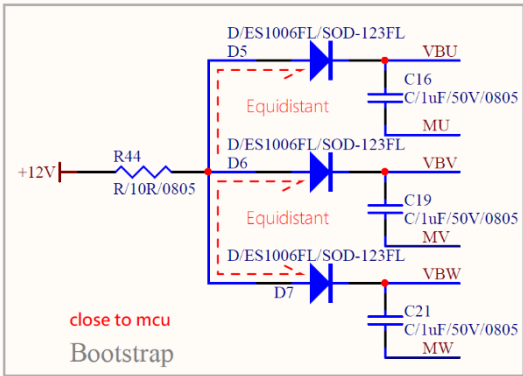 D/ES1006FL/SOD-123FL
D5
VBU
C16
C/1uF/50V/0805
Equidistant
MU
D/ES1006FL/SOD-123FL
R44
D6
VBV
+12V
R/10R/0805
C19
C/1uF/50V/0805
Equidistant
MV
D/ES1006FL/SOD-123FL
VBW
D7
C21
close to mcu
C/1uF/50V/0805
Bootstrap
MW